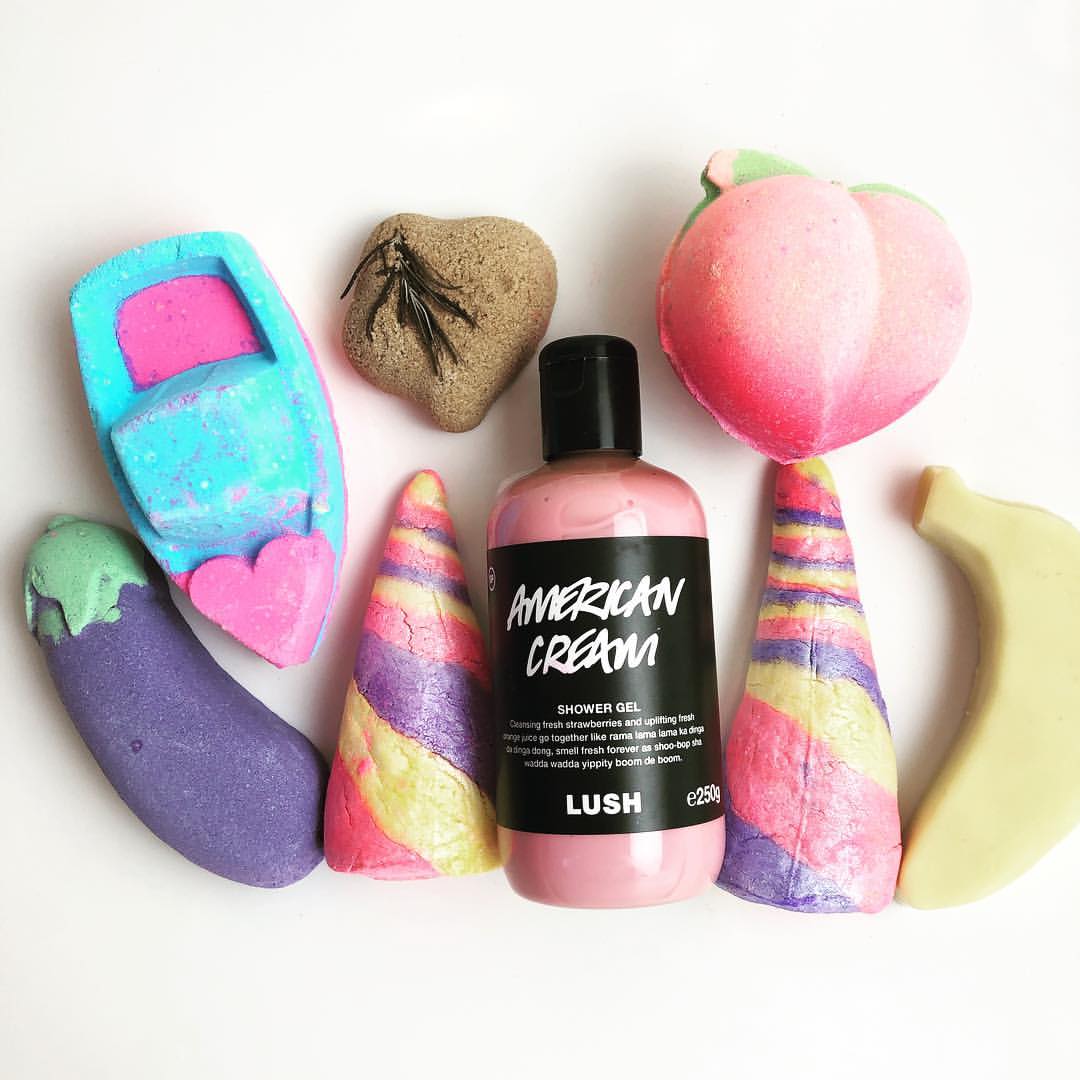 AMERICAN
CREAM
SHOWER GEL
Cleansing fresh strawberries and uplifting fresh
orange juice go together like rama lama lama ka dinga
da dinga dong, smell fresh forever as shoo-bop sha
wadda wadda yippity boom de boom.
LUSH ℮250g